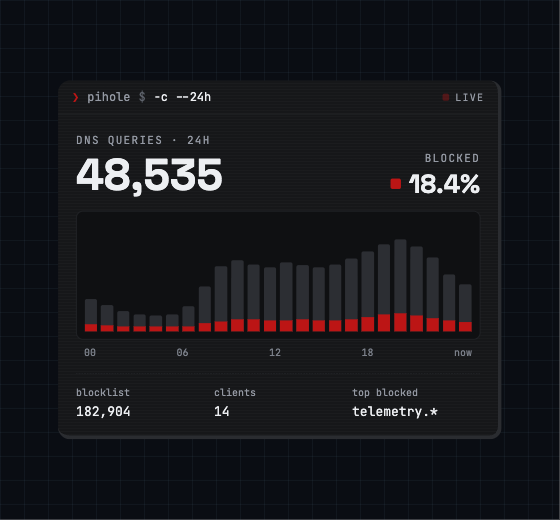 ❯ pihole $ -c --24h
LIVE
DNS QUERIES · 24H
48,535
BLOCKED
18.4%
00 06 12 18 now
blocklist clients top blocked
182,904 14 telemetry.*